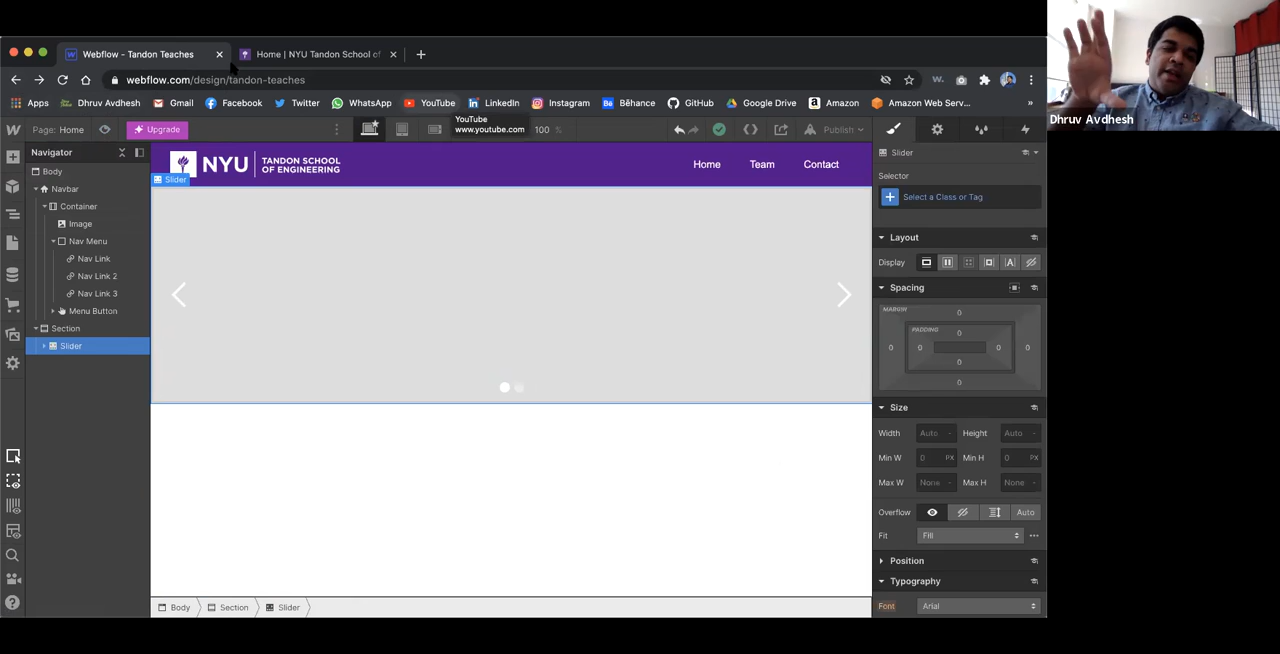 Webflow - Tandon Teaches
Home | NYU Tandon School of
webflow.com/design/tandon-teaches
Apps Dhruv Avdhesh Gmail Facebook Twitter WhatsApp YouTube LinkedIn Instagram Bēhance GitHub Google Drive Amazon Amazon Web Serv...
YouTube
www.youtube.com
Dhruv Avdhesh
Page: Home Upgrade 100 % Publish
Navigator
Body
Navbar
Container
Image
Nav Menu
Nav Link
Nav Link 2
Nav Link 3
Menu Button
Section
Slider
NYU TANDON SCHOOL
OF ENGINEERING
Home Team Contact
Slider
Body Section Slider
Slider
Selector
Select a Class or Tag
Layout
Display
Spacing
MARGIN
0
PADDING
0
0 0 0 0
0
0
Size
Width Auto - Height Auto -
Min W 0 PX Min H 0 PX
Max W None - Max H None -
Overflow Auto
Fit Fill
Position
Typography
Font Arial